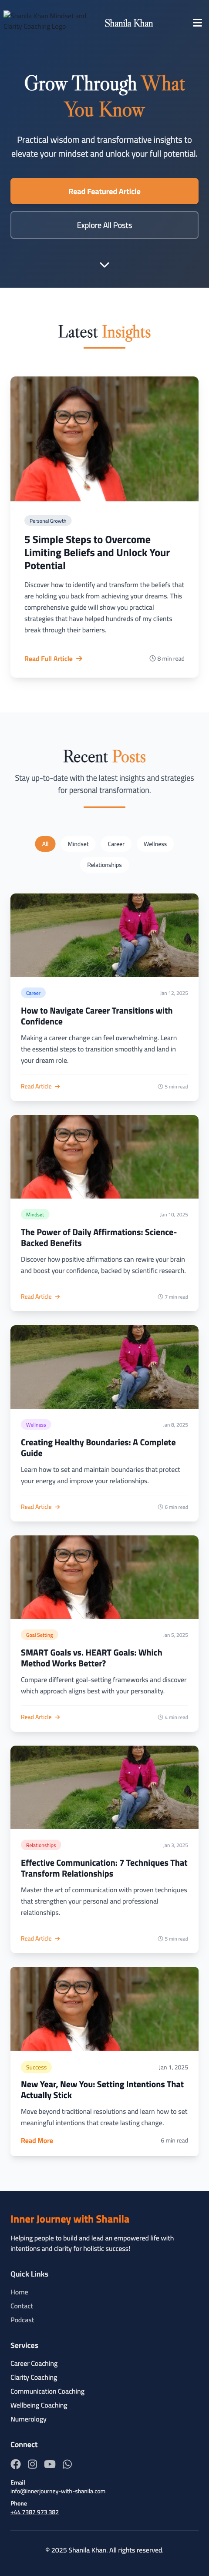 Shanila Khan
Grow Through What
You Know
Practical wisdom and transformative insights to
elevate your mindset and unlock your full potential.
Read Featured Article
Explore All Posts
Latest Insights
Personal Growth
5 Simple Steps to Overcome
Limiting Beliefs and Unlock Your
Potential
Discover how to identify and transform the beliefs that
are holding you back from achieving your dreams. This
comprehensive guide will show you practical
strategies that have helped hundreds of my clients
break through their barriers.
Read Full Article →
8 min read
Recent Posts
Stay up-to-date with the latest insights and strategies
for personal transformation.
All
Mindset
Career
Wellness
Relationships
Career
Jan 12, 2025
How to Navigate Career Transitions with
Confidence
Making a career change can feel overwhelming. Learn
the essential steps to transition smoothly and land in
your dream role.
Read Article →
5 min read
Mindset
Jan 10, 2025
The Power of Daily Affirmations: Science-
Backed Benefits
Discover how positive affirmations can rewire your brain
and boost your confidence, backed by scientific research.
Read Article →
7 min read
Wellness
Jan 8, 2025
Creating Healthy Boundaries: A Complete
Guide
Learn how to set and maintain boundaries that protect
your energy and improve your relationships.
Read Article →
6 min read
Goal Setting
Jan 5, 2025
SMART Goals vs. HEART Goals: Which
Method Works Better?
Compare different goal-setting frameworks and discover
which approach aligns best with your personality.
Read Article →
4 min read
Relationships
Jan 3, 2025
Effective Communication: 7 Techniques That
Transform Relationships
Master the art of communication with proven techniques
that strengthen your personal and professional
relationships.
Read Article →
5 min read
Success
Jan 1, 2025
New Year, New You: Setting Intentions That
Actually Stick
Move beyond traditional resolutions and learn how to set
meaningful intentions that create lasting change.
Read More
6 min read
Inner Journey with Shanila
Helping people to build and lead an empowered life with
intentions and clarity for holistic success!
Quick Links
Home
Contact
Podcast
Services
Career Coaching
Clarity Coaching
Communication Coaching
Wellbeing Coaching
Numerology
Connect
Email
info@innerjourney-with-shanila.com
Phone
+44 7387 973 382
© 2025 Shanila Khan. All rights reserved.